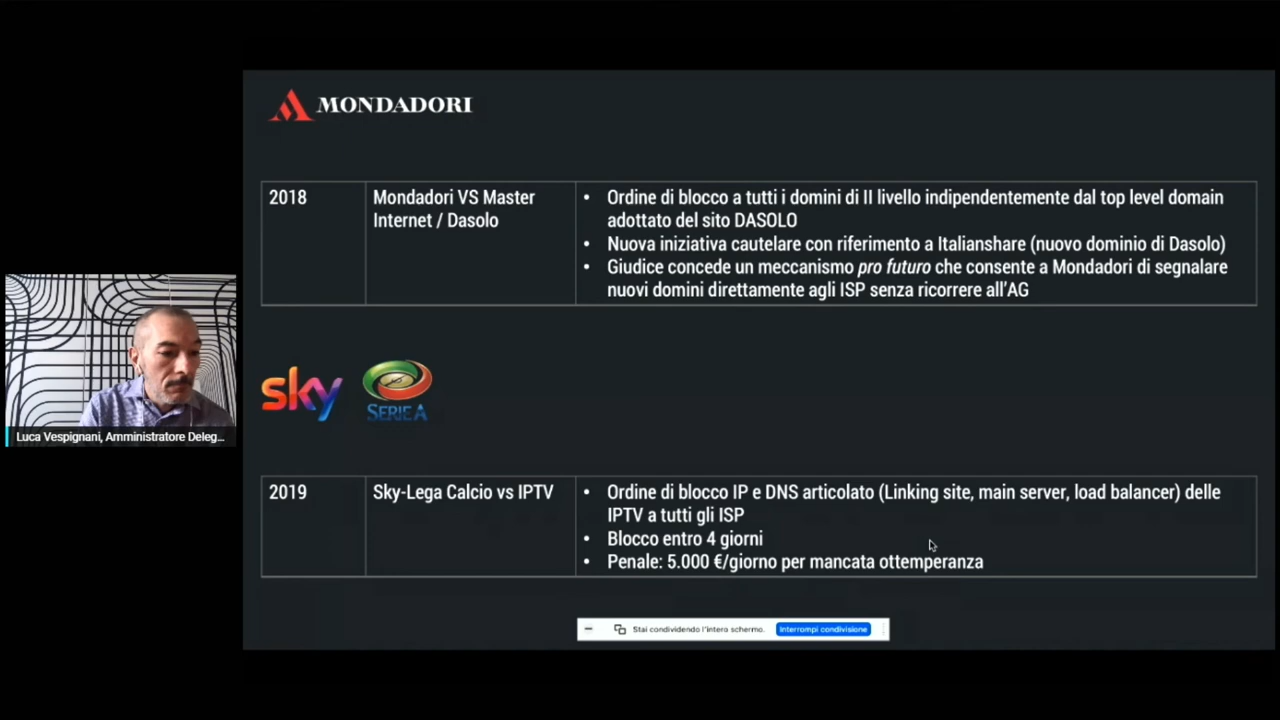 MONDADORI
2018
Mondadori VS Master
Internet / Dasolo
• Ordine di blocco a tutti i domini di II livello indipendentemente dal top level domain
adottato del sito DASOLO
• Nuova iniziativa cautelare con riferimento a Italianshare (nuovo dominio di Dasolo)
• Giudice concede un meccanismo pro futuro che consente a Mondadori di segnalare
nuovi domini direttamente agli ISP senza ricorrere all'AG
sky
SERIE A
Luca Vespignani, Amministratore Deleg...
2019
Sky-Lega Calcio vs IPTV
• Ordine di blocco IP e DNS articolato (Linking site, main server, load balancer) delle
IPTV a tutti gli ISP
• Blocco entro 4 giorni
• Penale: 5.000 €/giorno per mancata ottemperanza
Stai condividendo l'intero schermo.
Interrompi condivisione